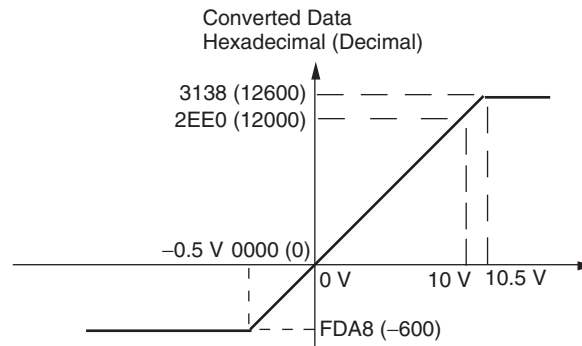 Converted Data
Hexadecimal (Decimal)
3138 (12600)
2EE0 (12000)
−0.5 V 0000 (0)
0 V
10 V
10.5 V
FDA8 (−600)